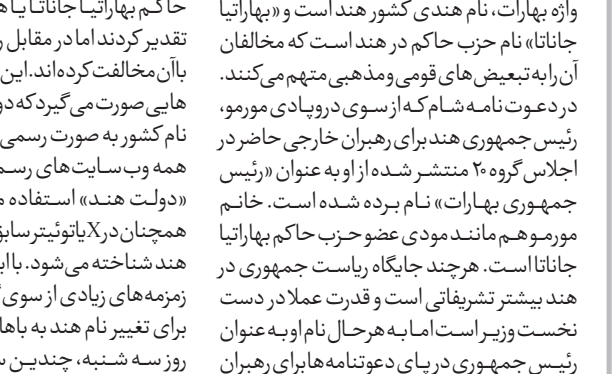 واژه بهارات، نام هندی کشور هند است و «بهاراتیا
جاناتا» نام حزب حاکم در هند است که مخالفان
آن را به تبعیض‌های قومی و مذهبی متهم می‌کنند.
در دعوت نامه شام که از سوی دروپادی مورمو،
رئیس جمهوری هند برای رهبران خارجی حاضر در
اجلاس گروه ۲۰ منتشر شده از او به عنوان «رئیس
جمهوری بهارات» نام برده شده است. خانم
مورمو هم مانند مودی عضو حزب حاکم بهاراتیا
جاناتا است. هرچند جایگاه ریاست جمهوری در
هند بیشتر تشریفاتی است و قدرت عملا در دست
نخست وزیر است اما به هر حال نام او به عنوان
رئیس جمهوری در پای دعوتنامه‌ها برای رهبران
حاکم بهاراتیا جاناتا یا ه
تقدیر کردند اما در مقابل ر
با آن مخالفت کرده‌اند. این
هایی صورت می گیرد که دو
نام کشور به صورت رسمی
همه وب سایت‌های رسم
«دولت هند» استفاده م
همچنان در X یا توئیتر سابق
هند شناخته می‌شود. با ای
زمزمه‌های زیادی از سوی
برای تغییر نام هند به باها
روز سه شنبه، چندین س